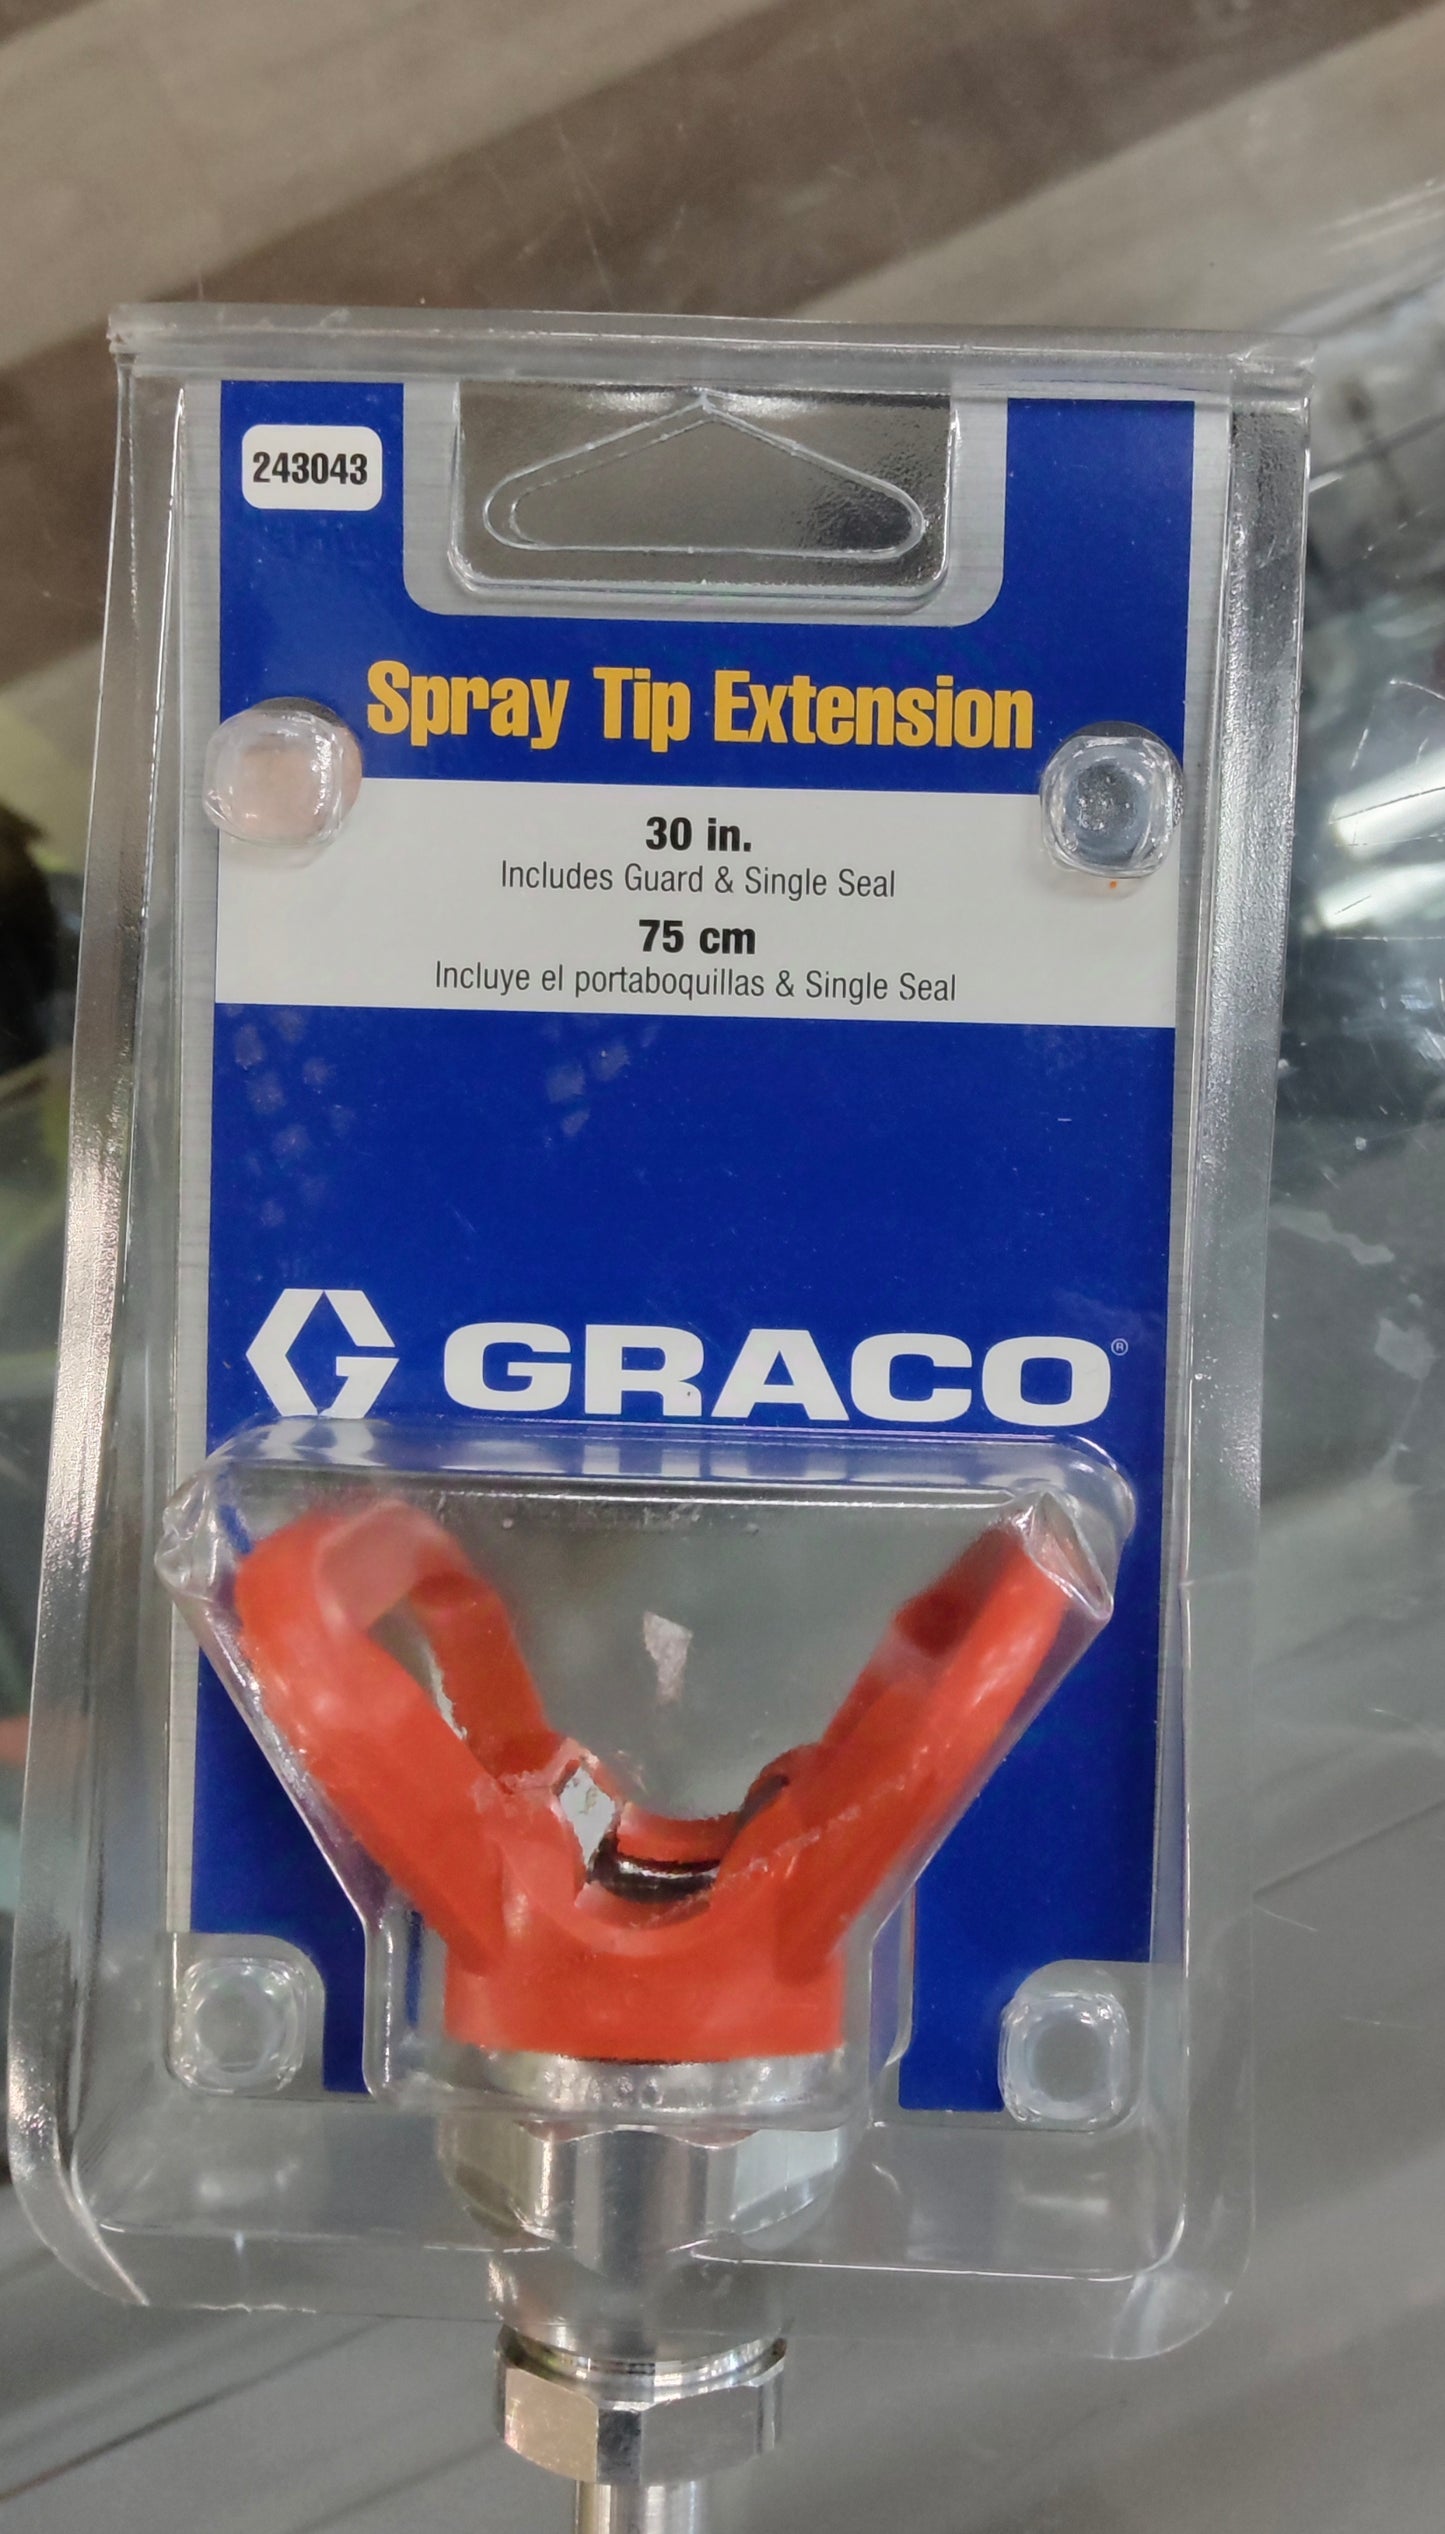 243043
Spray Tip Extension
30 in.
Includes Guard & Single Seal
75 cm
Incluye el portaboquillas & Single Seal
GRACO®